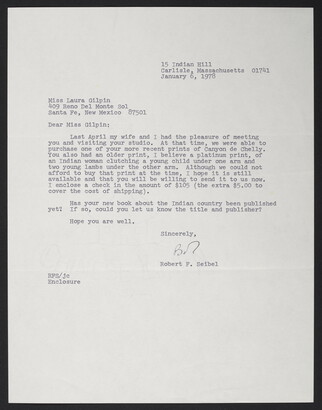 15 Indian Hill
Carlisle, Massachusetts 01741
January 6, 1978
Miss Laura Gilpin
409 Reno Del Monte Sol
Santa Fe, New Mexico 87501
Dear Miss Gilpin:
Last April my wife and I had the pleasure of meeting
you and visiting your studio. At that time, we were able to
purchase one of your more recent prints of Canyon de Chelly.
You also had an older print, I believe a platinum print, of
an Indian woman clutching a young child under one arm and
two young lambs under the other arm. Although we could not
afford to buy that print at the time, I hope it is still
available and that you will be willing to send it to us now.
I enclose a check in the amount of $105 (the extra $5.00 to
cover the cost of shipping).
Has your new book about the Indian country been published
yet? If so, could you let us know the title and publisher?
Hope you are well.
Sincerely,
Bob
Robert F. Seibel
RFS/jc
Enclosure